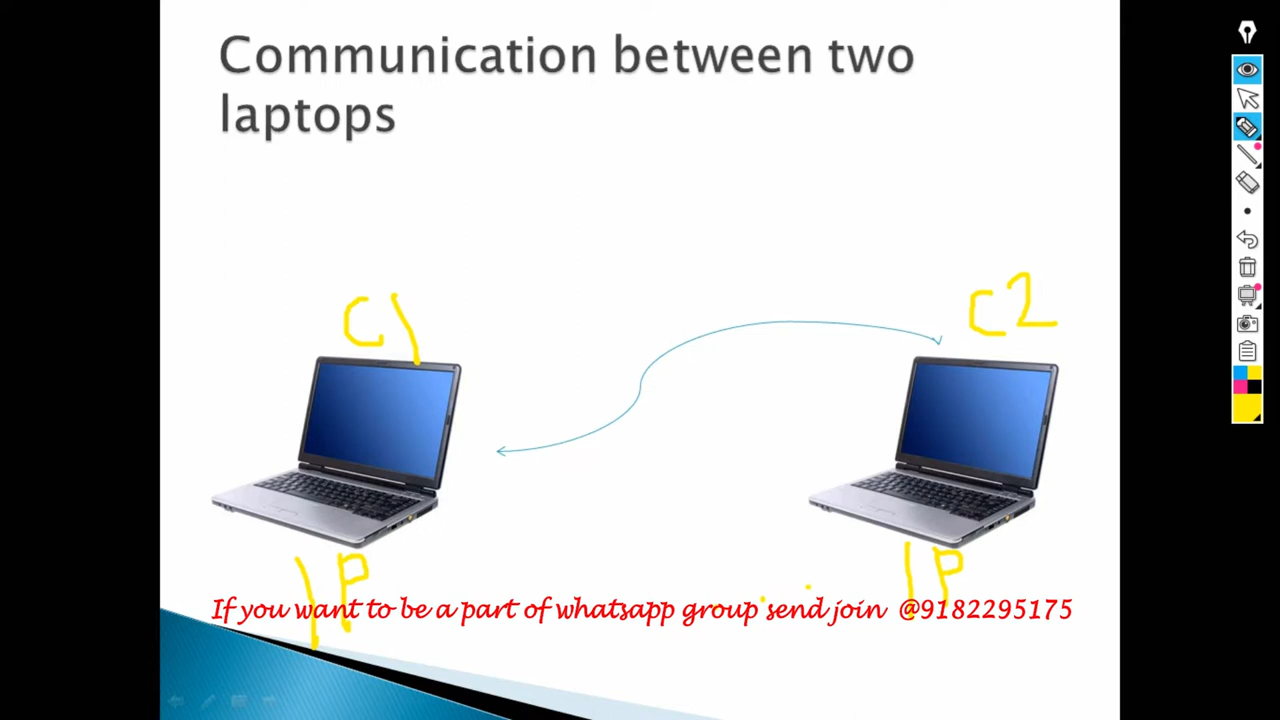 Communication between two
laptops
C1
C2
IP
IP
If you want to be a part of whatsapp group send join @9182295175